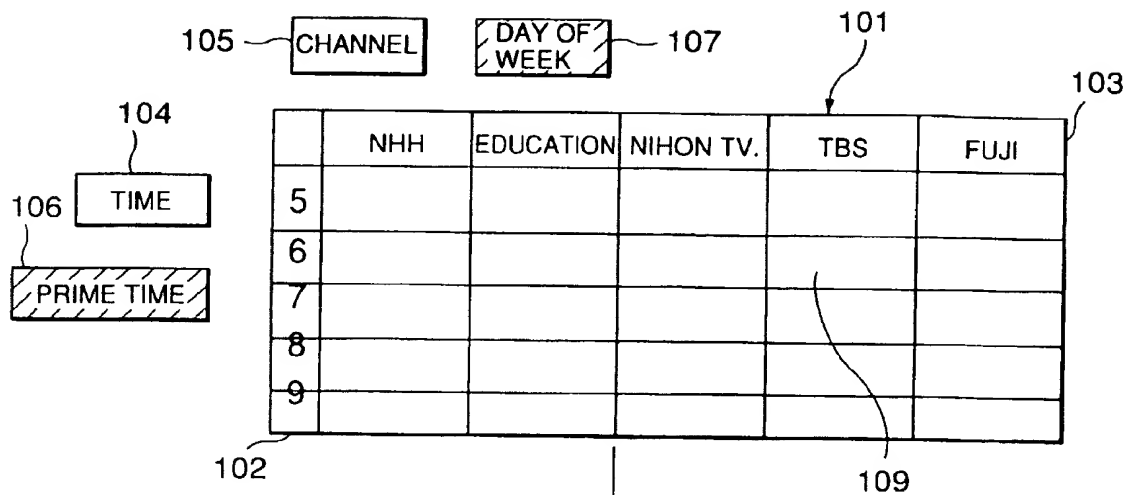 105
CHANNEL
DAY OF
WEEK
107
101
103
104
TIME
106
PRIME TIME
NHH EDUCATION NIHON TV. TBS FUJI
5
6
7
8
9
102
109